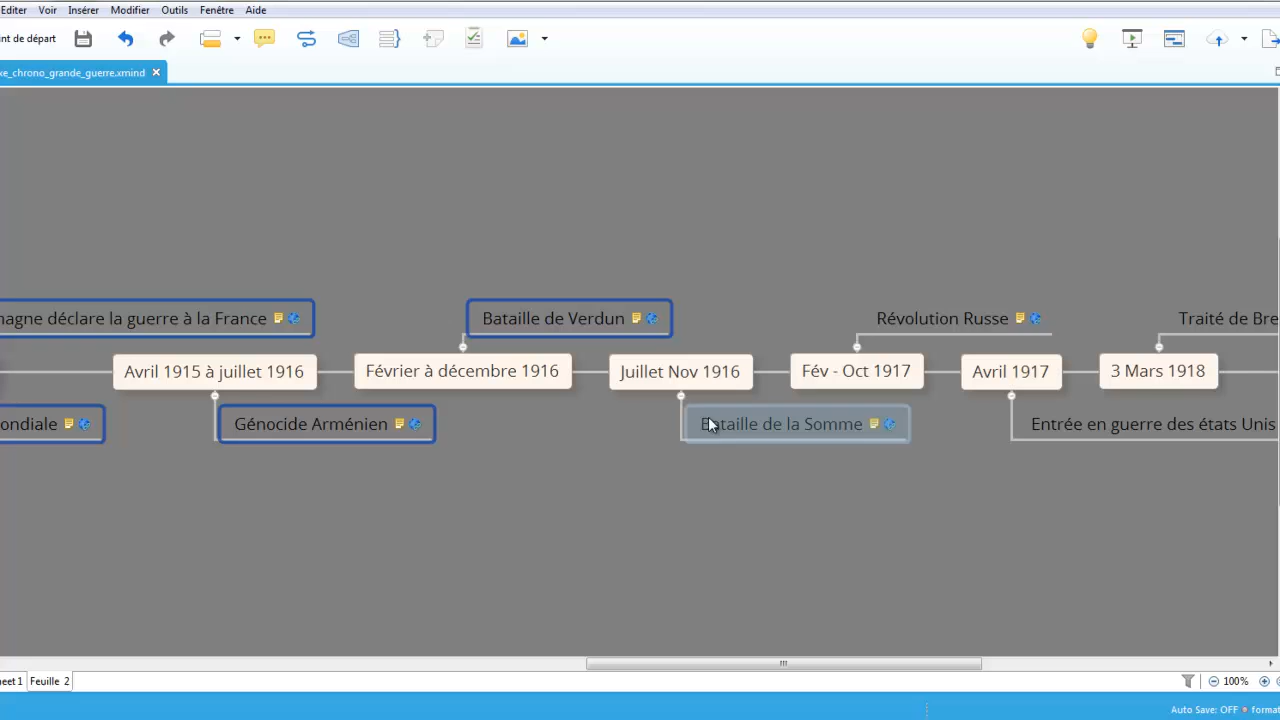 Editer Voir Insérer Modifier Outils Fenêtre Aide
nt de départ
xe_chrono_grande_guerre.xmind
magne déclare la guerre à la France
Bataille de Verdun
Révolution Russe
Traité de Bre
Avril 1915 à juillet 1916
Février à décembre 1916
Juillet Nov 1916
Fév - Oct 1917
Avril 1917
3 Mars 1918
ondiale
Génocide Arménien
Bataille de la Somme
Entrée en guerre des états Unis
eet 1
Feuille 2
100%
Auto Save: OFF
format